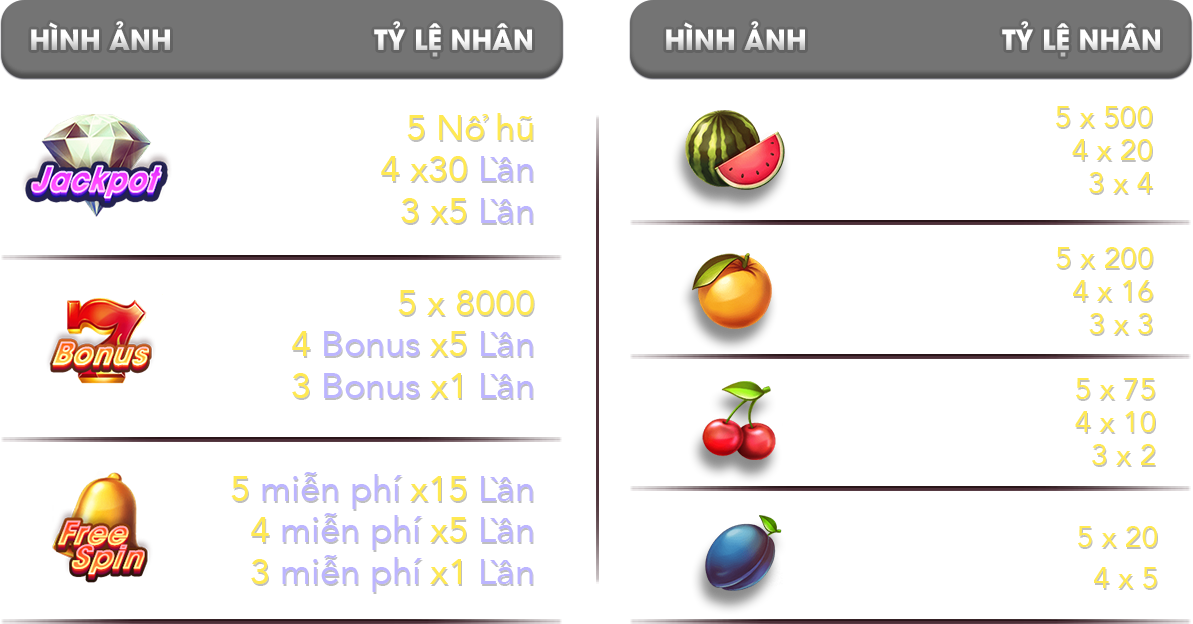 HÌNH ẢNH TỶ LỆ NHÂN
Jackpot
5 Nổ hũ
4 x30 Lần
3 x5 Lần
Bonus
5 x 8000
4 Bonus x5 Lần
3 Bonus x1 Lần
Free
Spin
5 miễn phí x15 Lần
4 miễn phí x5 Lần
3 miễn phí x1 Lần
HÌNH ẢNH TỶ LỆ NHÂN
5 x 500
4 x 20
3 x 4
5 x 200
4 x 16
3 x 3
5 x 75
4 x 10
3 x 2
5 x 20
4 x 5